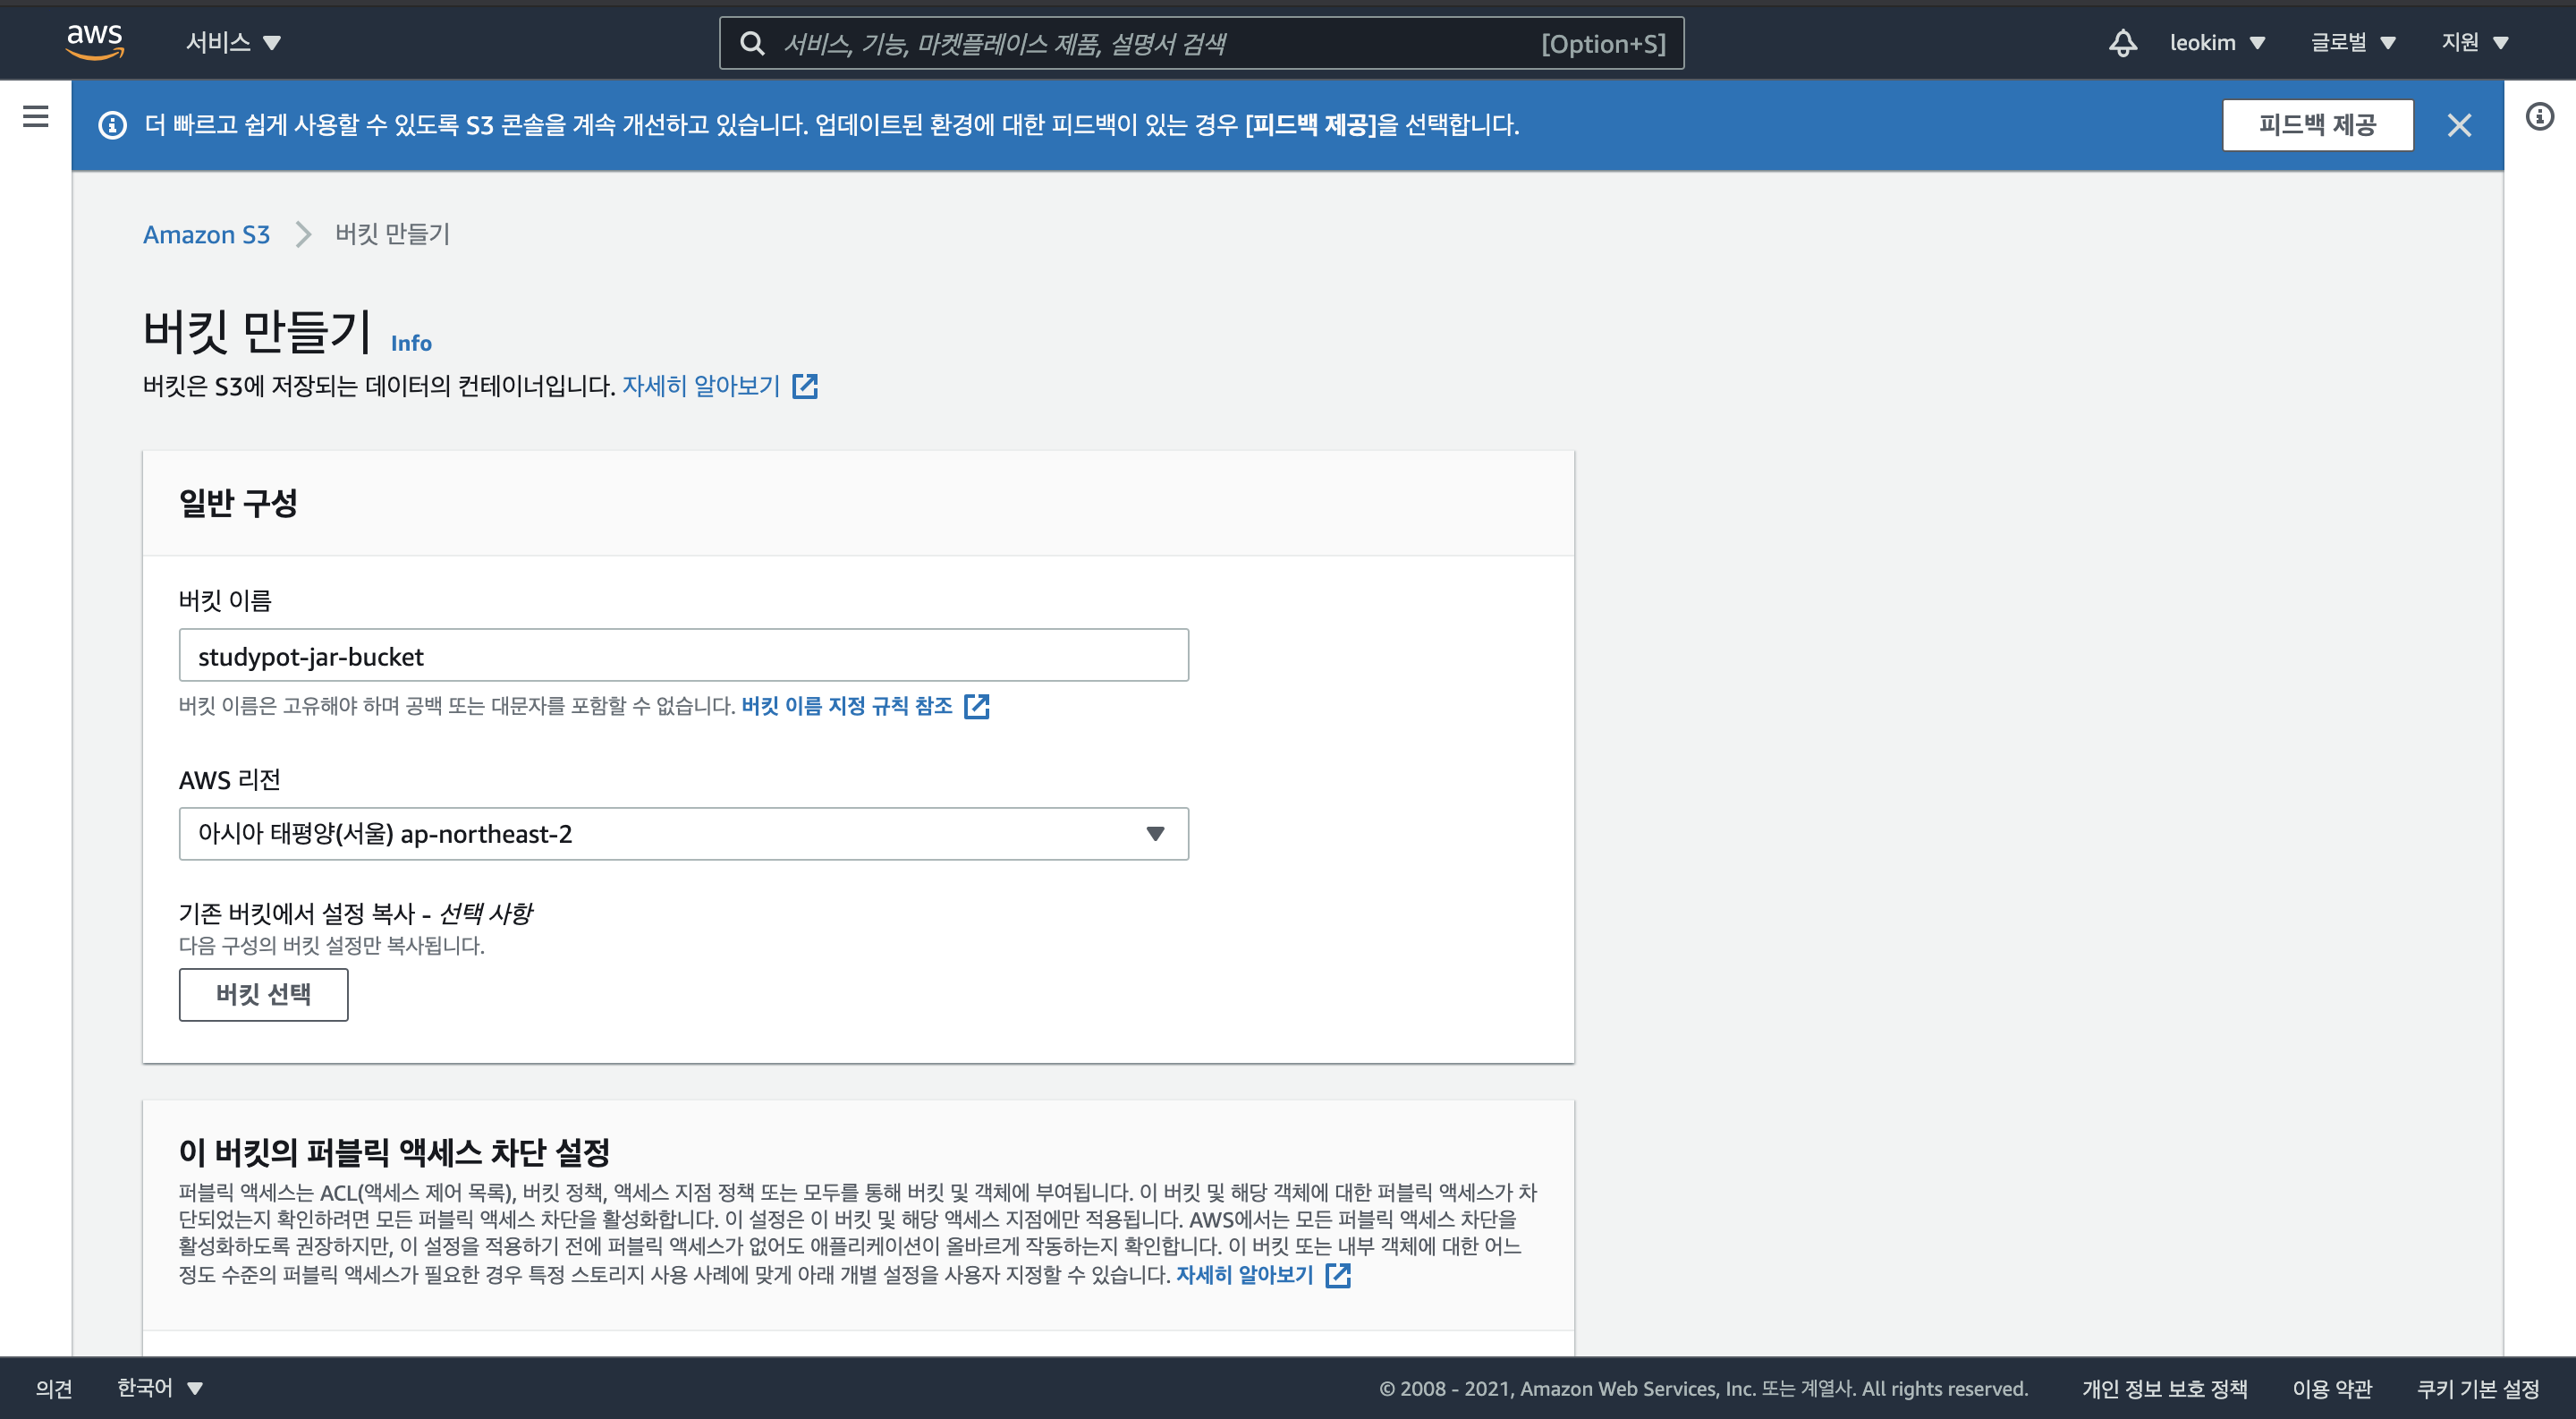 aws
서비스
서비스, 기능, 마켓플레이스 제품, 설명서 검색
[Option+S]
leokim
글로벌
지원
더 빠르고 쉽게 사용할 수 있도록 S3 콘솔을 계속 개선하고 있습니다. 업데이트된 환경에 대한 피드백이 있는 경우 [피드백 제공]을 선택합니다.
피드백 제공
Amazon S3
버킷 만들기
버킷 만들기 Info
버킷은 S3에 저장되는 데이터의 컨테이너입니다. 자세히 알아보기
일반 구성
버킷 이름
studypot-jar-bucket
버킷 이름은 고유해야 하며 공백 또는 대문자를 포함할 수 없습니다. 버킷 이름 지정 규칙 참조
AWS 리전
아시아 태평양(서울) ap-northeast-2
기존 버킷에서 설정 복사 - 선택 사항
다음 구성의 버킷 설정만 복사됩니다.
버킷 선택
이 버킷의 퍼블릭 액세스 차단 설정
퍼블릭 액세스는 ACL(액세스 제어 목록), 버킷 정책, 액세스 지점 정책 또는 모두를 통해 버킷 및 객체에 부여됩니다. 이 버킷 및 해당 객체에 대한 퍼블릭 액세스가 차
단되었는지 확인하려면 모든 퍼블릭 액세스 차단을 활성화합니다. 이 설정은 이 버킷 및 해당 액세스 지점에만 적용됩니다. AWS에서는 모든 퍼블릭 액세스 차단을
활성화하도록 권장하지만, 이 설정을 적용하기 전에 퍼블릭 액세스가 없어도 애플리케이션이 올바르게 작동하는지 확인합니다. 이 버킷 또는 내부 객체에 대한 어느
정도 수준의 퍼블릭 액세스가 필요한 경우 특정 스토리지 사용 사례에 맞게 아래 개별 설정을 사용자 지정할 수 있습니다. 자세히 알아보기
의견
한국어
© 2008 - 2021, Amazon Web Services, Inc. 또는 계열사. All rights reserved.
개인 정보 보호 정책
이용 약관
쿠키 기본 설정